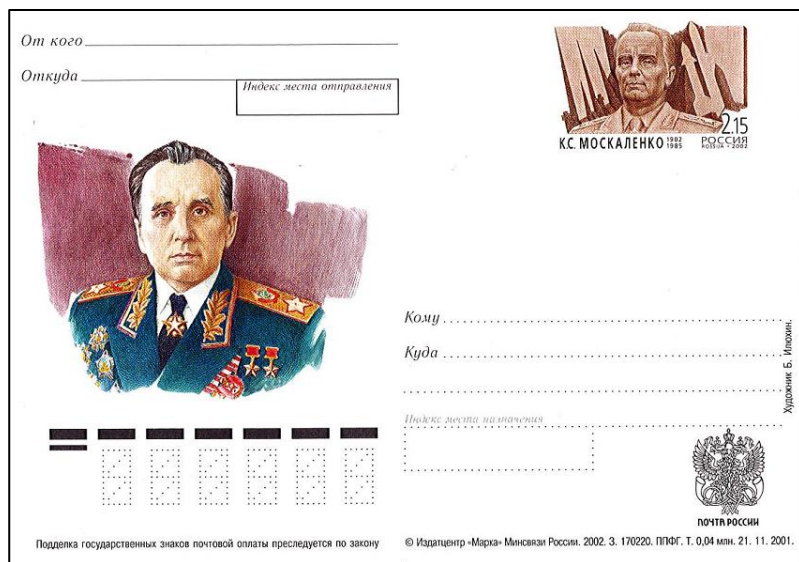 От кого
Откуда
Индекс места отправления
2.15
К.С. МОСКАЛЕНКО 1902 1985
РОССИЯ
ROSSIJA • 2002
Кому
Куда
Индекс места назначения
Художник Б. Илюхин.
ПОЧТА РОССИИ
Подделка государственных знаков почтовой оплаты преследуется по закону
© Издатцентр «Марка» Минсвязи России. 2002. З. 170220. ППФГ. Т. 0,04 млн. 21. 11. 2001.